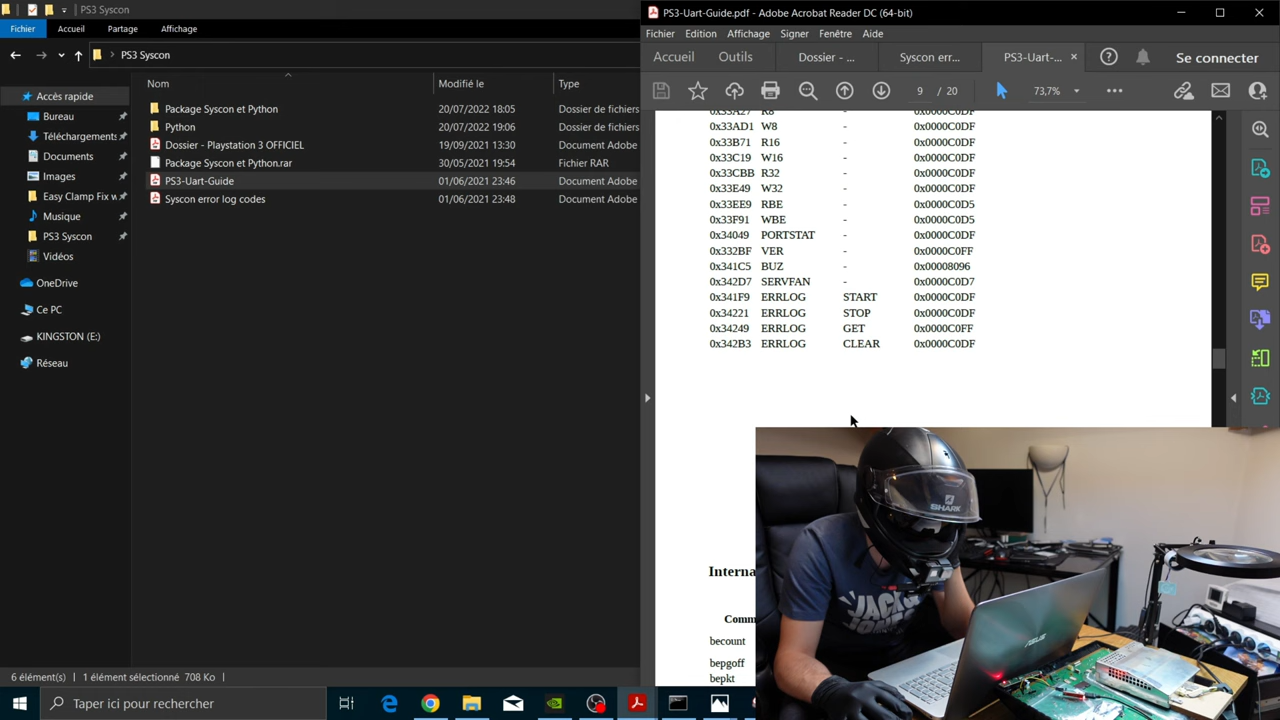 PS3 Syscon
Fichier Accueil Partage Affichage
PS3 Syscon
Nom Modifié le Type
Accès rapide
Bureau
Téléchargements
Documents
Images
Easy Clamp Fix w
Musique
PS3 Syscon
Vidéos
OneDrive
Ce PC
KINGSTON (E:)
Réseau
Package Syscon et Python 20/07/2022 18:05 Dossier de fichiers
Python 20/07/2022 19:06 Dossier de fichiers
Dossier - Playstation 3 OFFICIEL 19/09/2021 13:30 Document Adobe
Package Syscon et Python.rar 30/05/2021 19:54 Fichier RAR
PS3-Uart-Guide 01/06/2021 23:46 Document Adobe
Syscon error log codes 01/06/2021 23:48 Document Adobe
6 élément(s) 1 élément sélectionné 708 Ko
PS3-Uart-Guide.pdf - Adobe Acrobat Reader DC (64-bit)
Fichier Edition Affichage Signer Fenêtre Aide
Accueil Outils Dossier - ... Syscon err... PS3-Uart-... Se connecter
9 / 20 73,7%
0x33A27 R8 - 0x0000C0DF
0x33AD1 W8 - 0x0000C0DF
0x33B71 R16 - 0x0000C0DF
0x33C19 W16 - 0x0000C0DF
0x33CBB R32 - 0x0000C0DF
0x33E49 W32 - 0x0000C0DF
0x33EE9 RBE - 0x0000C0D5
0x33F91 WBE - 0x0000C0D5
0x34049 PORTSTAT - 0x0000C0DF
0x332BF VER - 0x0000C0FF
0x341C5 BUZ - 0x00008096
0x342D7 SERVFAN - 0x0000C0D7
0x341F9 ERRLOG START 0x0000C0DF
0x34221 ERRLOG STOP 0x0000C0DF
0x34249 ERRLOG GET 0x0000C0FF
0x342B3 ERRLOG CLEAR 0x0000C0DF
Interna
Comm
becount
bepgoff
bepkt
SHARK
ASUS
Taper ici pour rechercher